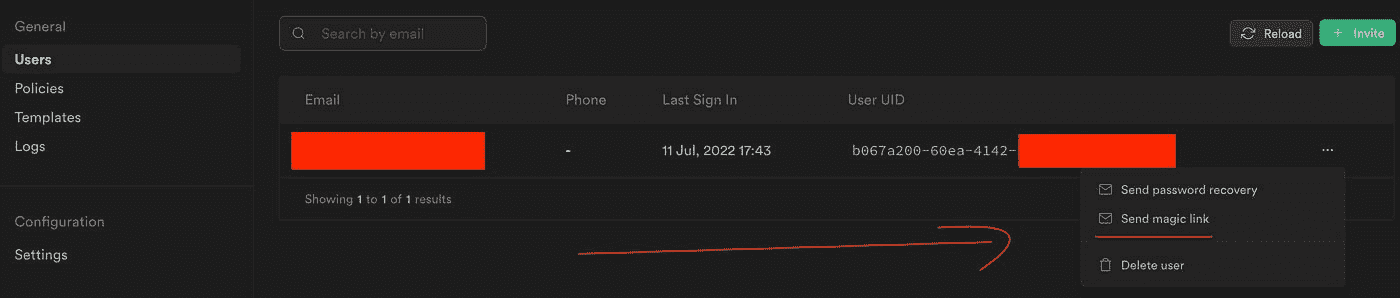 General
Users
Policies
Templates
Logs
Configuration
Settings
Search by email
Reload
+ Invite
Email Phone Last Sign In User UID
- 11 Jul, 2022 17:43 b067a200-60ea-4142- ...
Showing 1 to 1 of 1 results
Send password recovery
Send magic link
Delete user